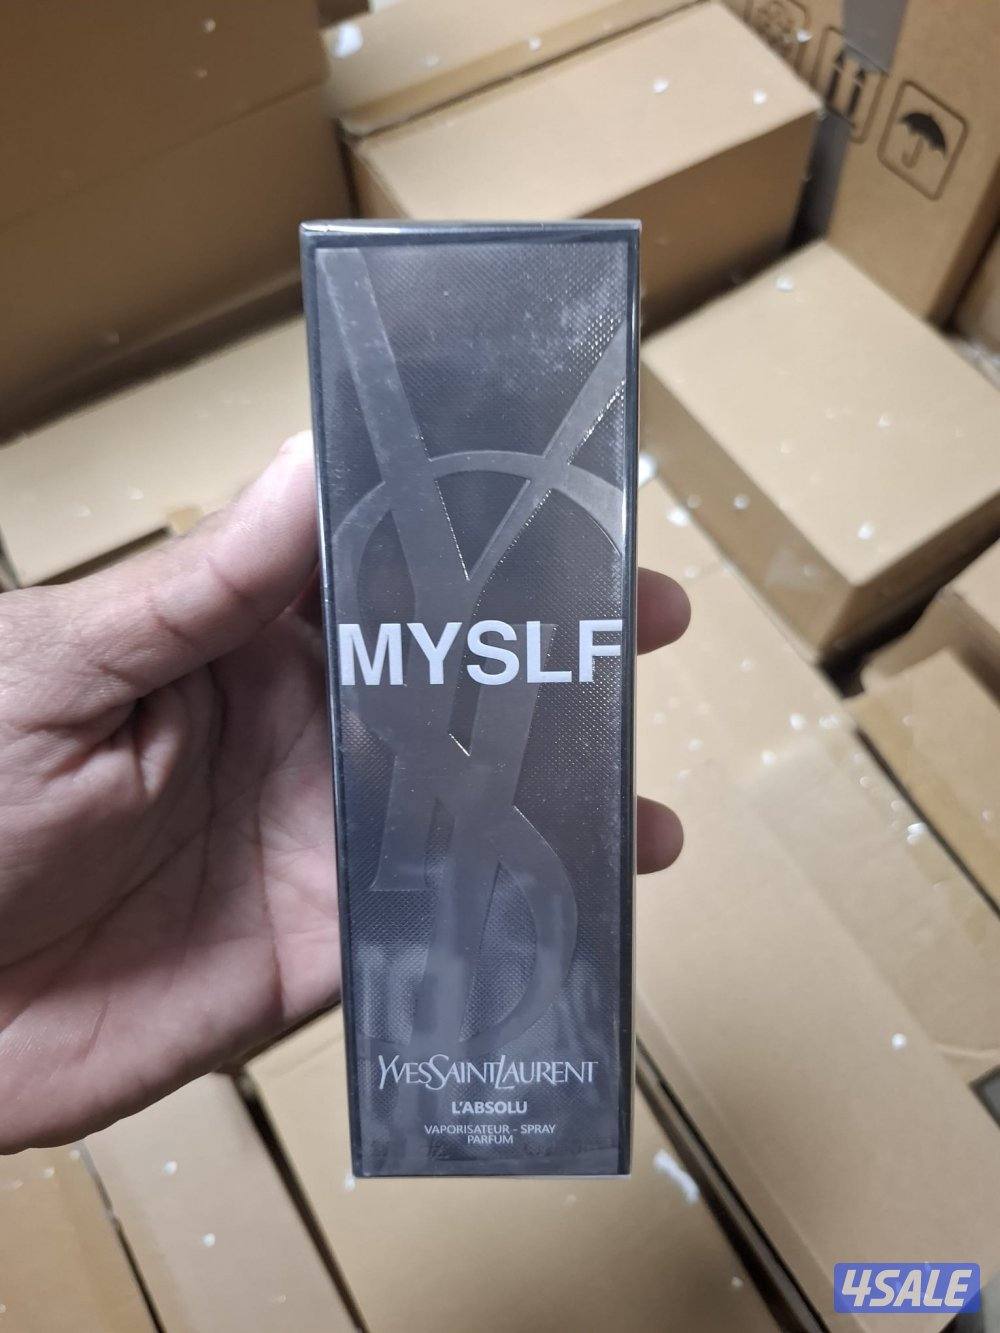 MYSLF
YVESSAINTLAURENT
L'ABSOLU
VAPORISATEUR - SPRAY
PARFUM
4SALE